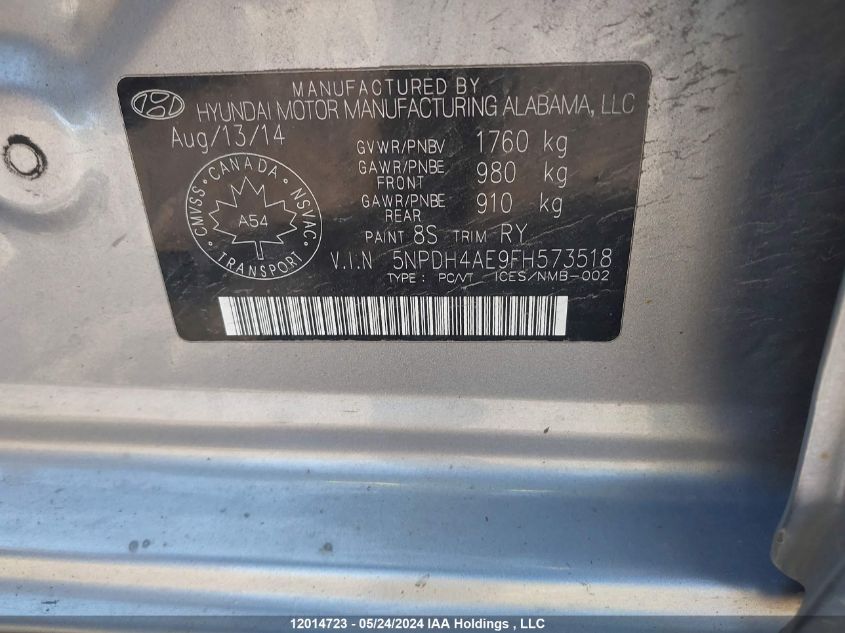 MANUFACTURED BY
HYUNDAI MOTOR MANUFACTURING ALABAMA, LLC
Aug/13/14
GVWR/PNBV 1760 kg
GAWR/PNBE FRONT 980 kg
GAWR/PNBE REAR 910 kg
PAINT 8S TRIM RY
V.I.N 5NPDH4AE9FH573518
TYPE : PC/VT ICES/NMB-002
CMVSS · CANADA · NSVAC
A54
TRANSPORT
12014723 - 05/24/2024 IAA Holdings , LLC